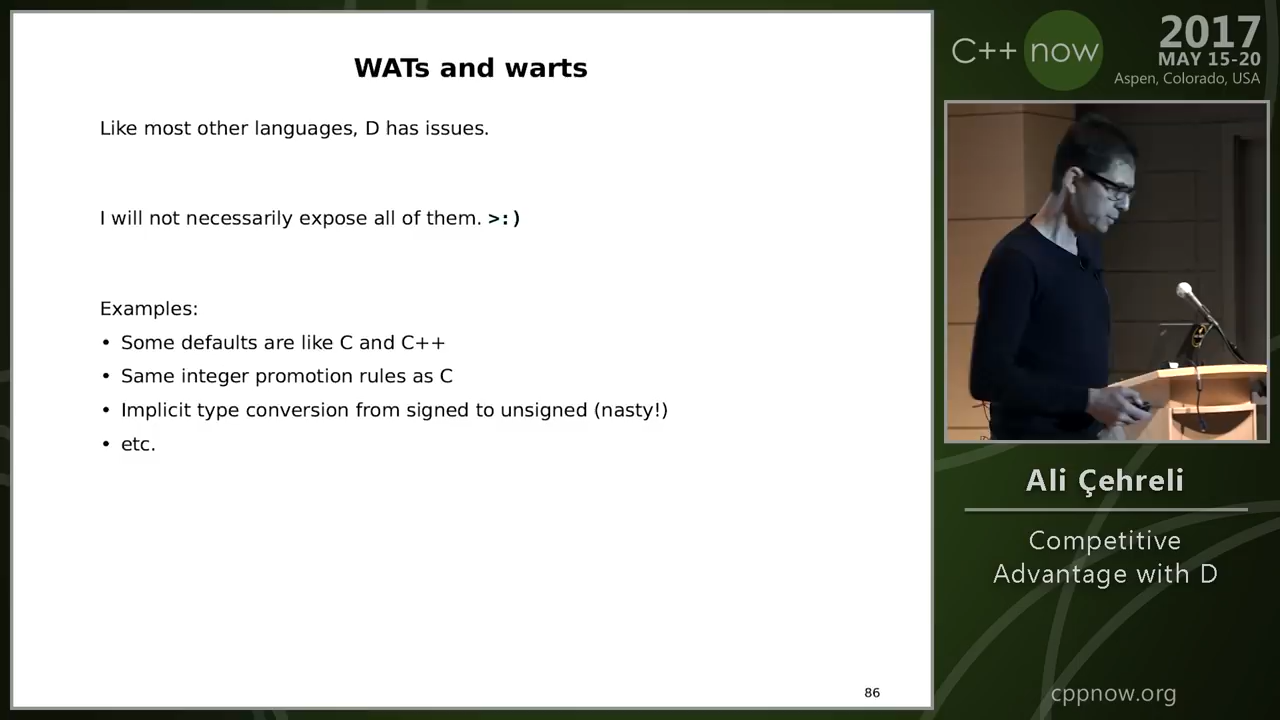 WATs and warts
Like most other languages, D has issues.
I will not necessarily expose all of them. >:)
Examples:
• Some defaults are like C and C++
• Same integer promotion rules as C
• Implicit type conversion from signed to unsigned (nasty!)
• etc.
86
C++ now
2017
MAY 15-20
Aspen, Colorado, USA
Ali Çehreli
Competitive
Advantage with D
cppnow.org